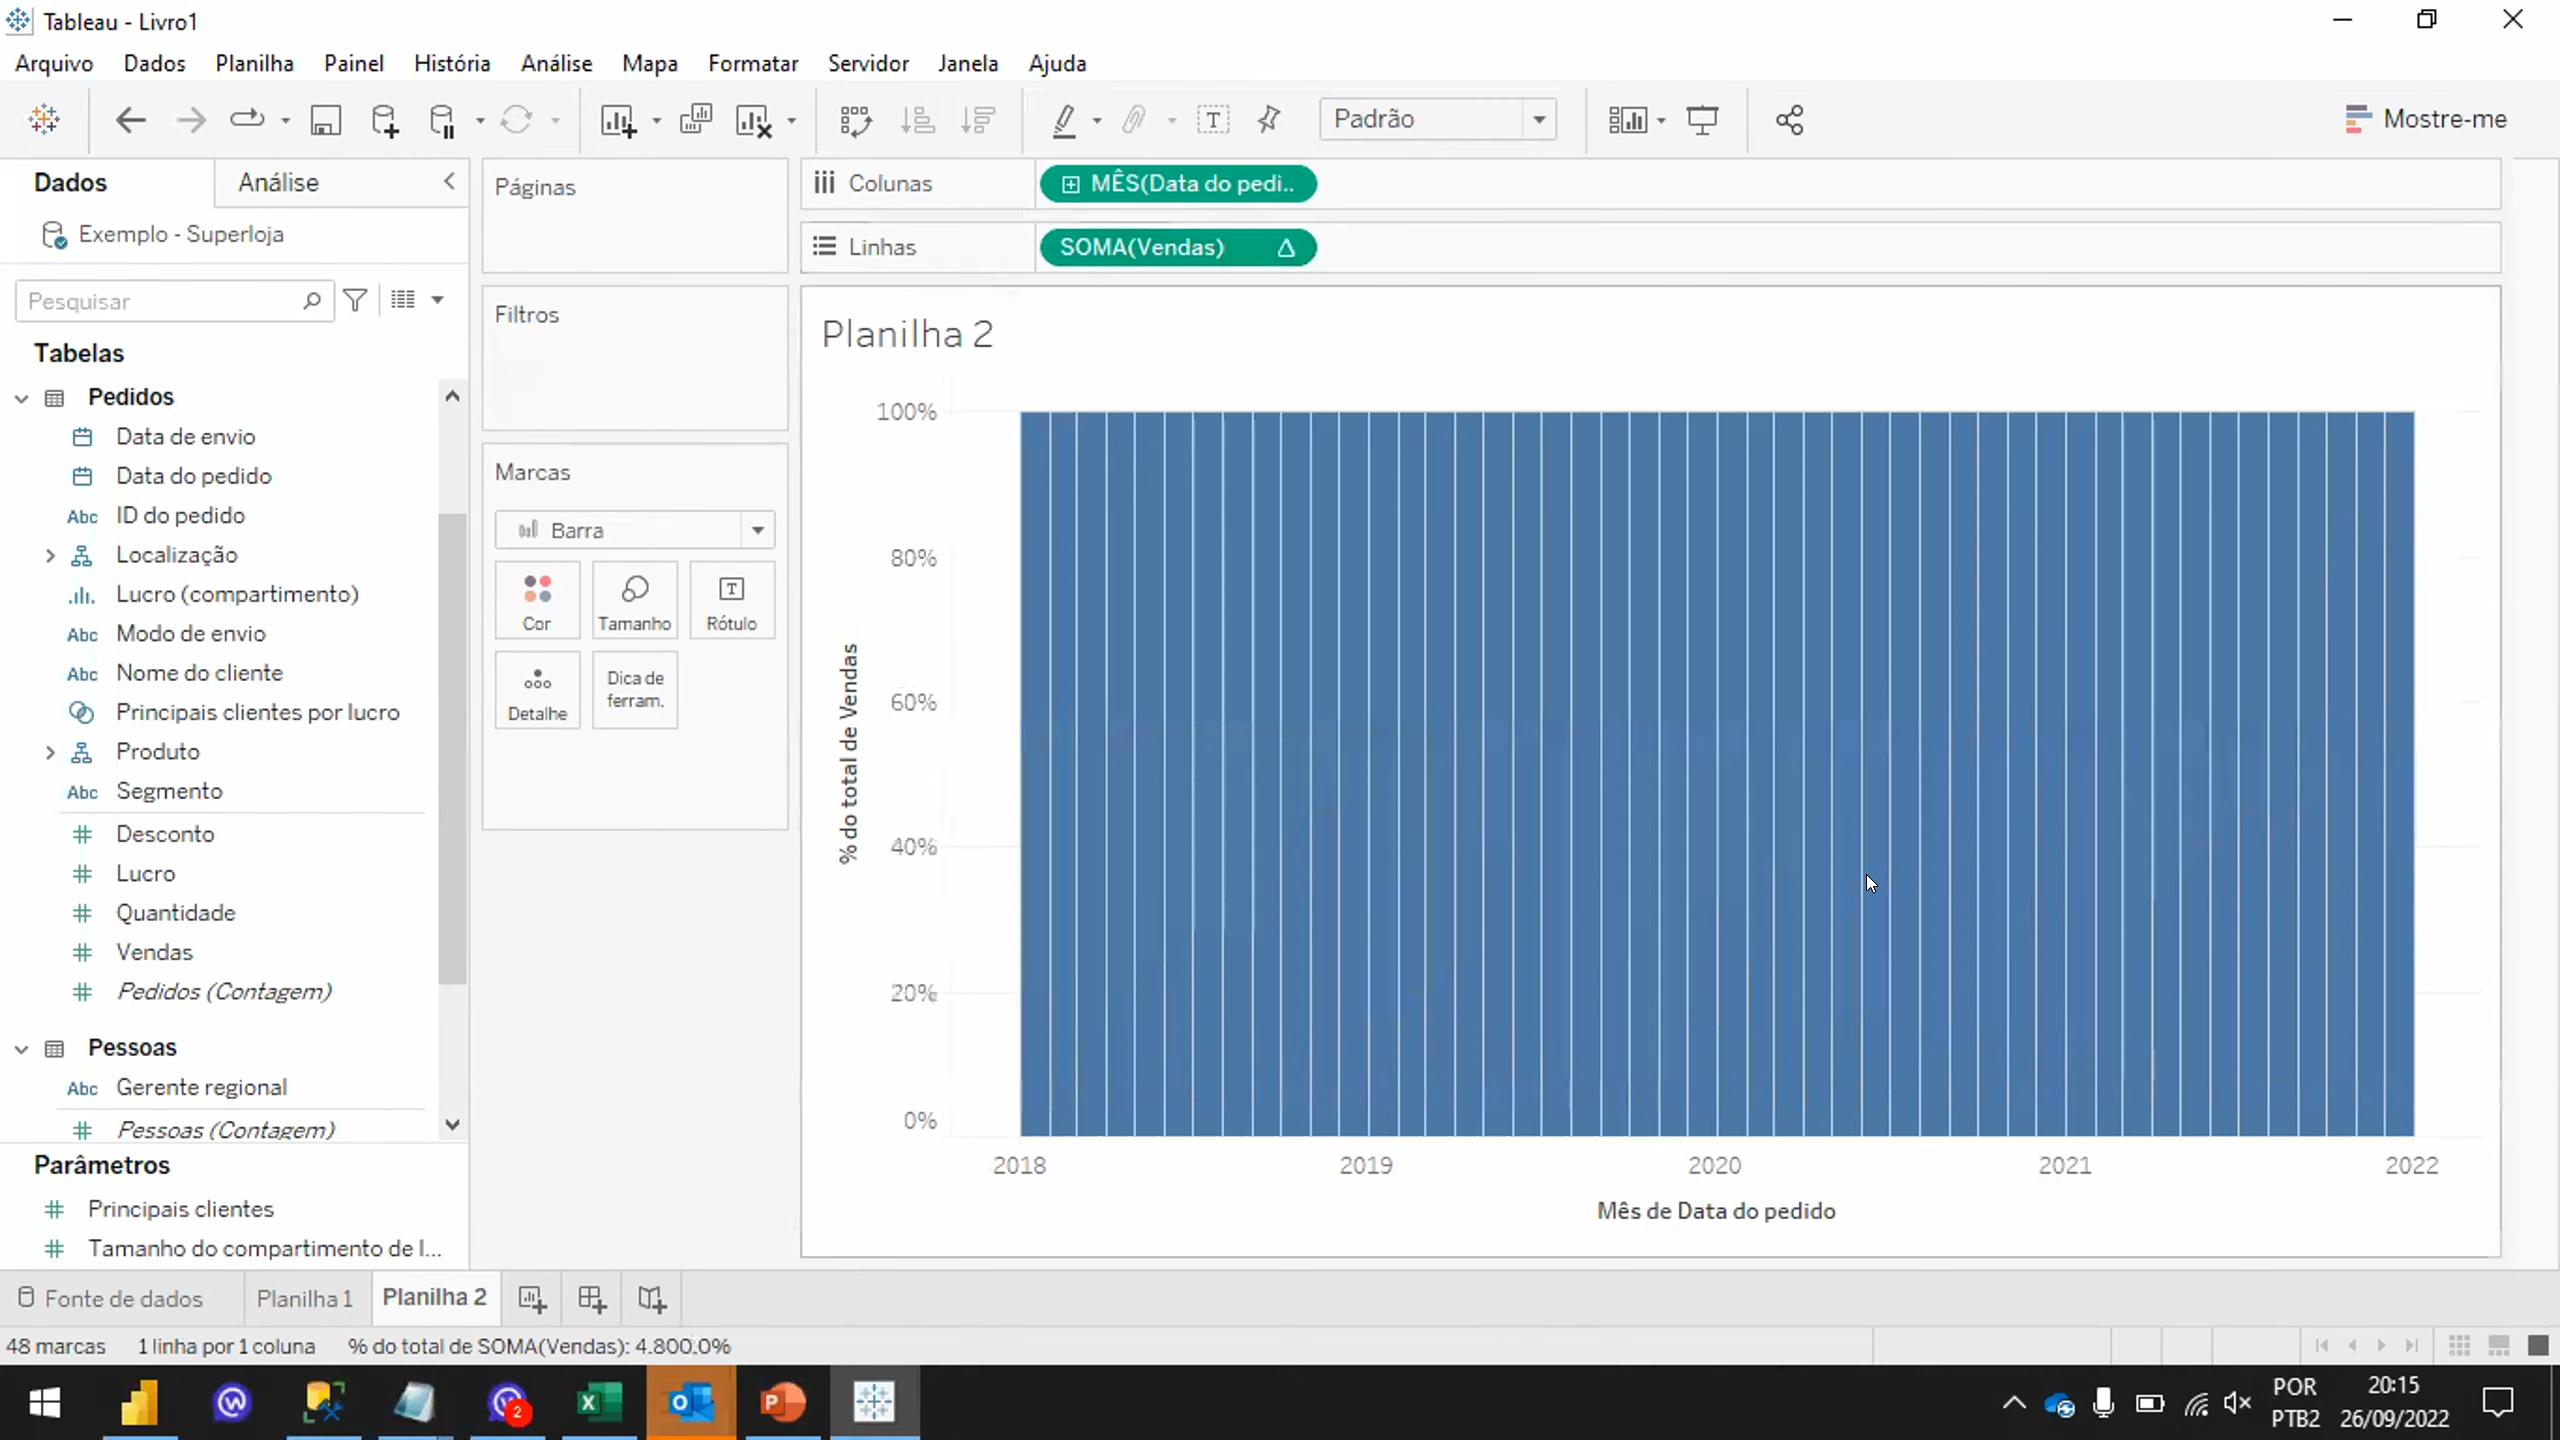 Tableau - Livro1
Arquivo Dados Planilha Painel História Análise Mapa Formatar Servidor Janela Ajuda
Padrão
Mostre-me
Dados
Análise
Exemplo - Superloja
Pesquisar
Tabelas
Pedidos
Data de envio
Data do pedido
Abc ID do pedido
Localização
Lucro (compartimento)
Abc Modo de envio
Abc Nome do cliente
Principais clientes por lucro
Produto
Abc Segmento
# Desconto
# Lucro
# Quantidade
# Vendas
# Pedidos (Contagem)
Pessoas
Abc Gerente regional
# Pessoas (Contagem)
Parâmetros
# Principais clientes
# Tamanho do compartimento de l...
Páginas
Filtros
Marcas
Barra
Cor
Tamanho
Rótulo
Detalhe
Dica de
ferram.
Colunas
MÊS(Data do pedi..
Linhas
SOMA(Vendas)
Planilha 2
% do total de Vendas
100%
80%
60%
40%
20%
0%
2018
2019
2020
2021
2022
Mês de Data do pedido
Fonte de dados
Planilha 1
Planilha 2
48 marcas
1 linha por 1 coluna
% do total de SOMA(Vendas): 4.800,0%
2
POR
PTB2
20:15
26/09/2022